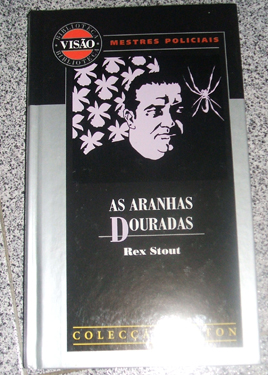 BIBLIOTECA
VISÃO
BIBLIOTECA
MESTRES POLICIAIS
AS ARANHAS
DOURADAS
Rex Stout